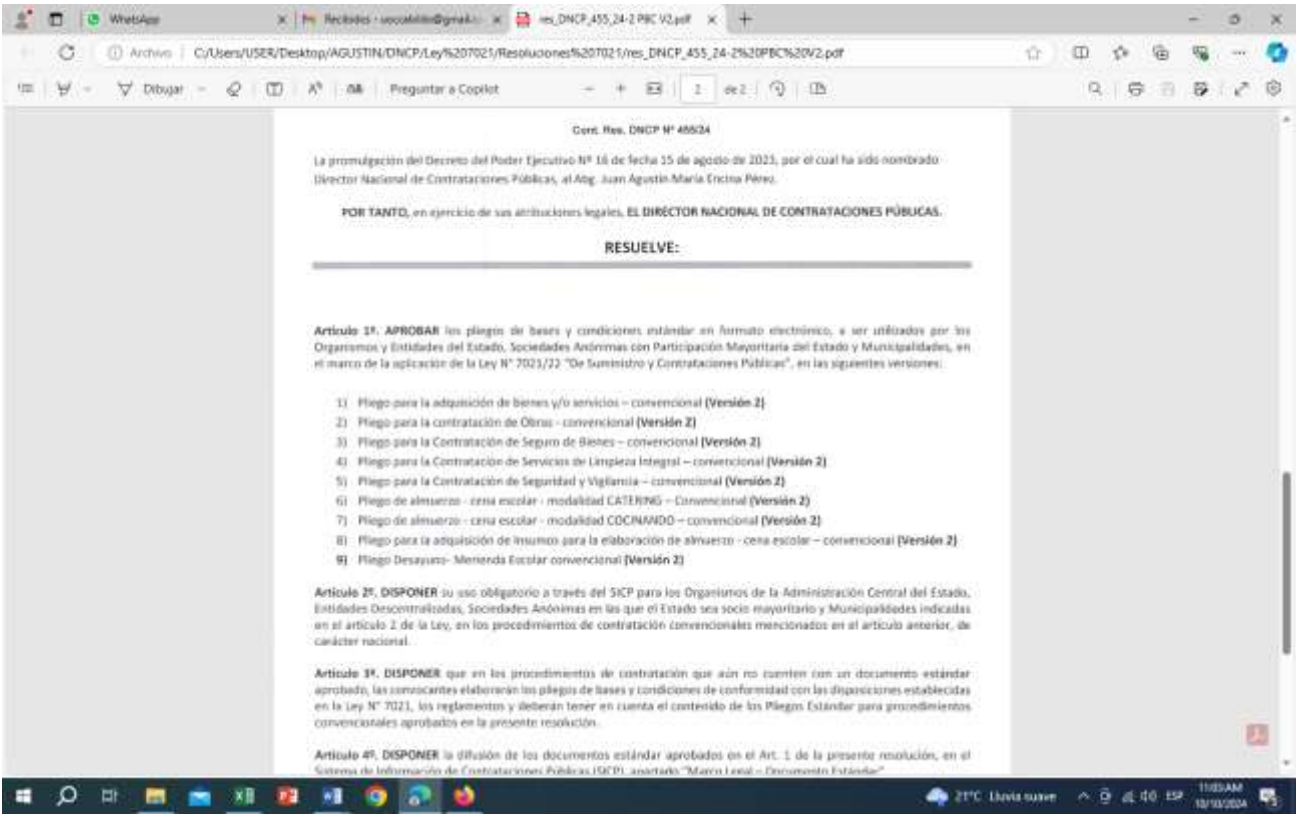 WhatsApp
Recibidos - uoccabildo@gmail.c
res_DNCP_455_24-2 PBC V2.pdf
Archivo C:/Users/USER/Desktop/AGUSTIN/DNCP/Ley%207021/Resoluciones%207021/res_DNCP_455_24-2%20PBC%20V2.pdf
Dibujar
Preguntar a Copilot
2 de 2
Cont. Res. DNCP Nº 455/24
La promulgación del Decreto del Poder Ejecutivo Nº 16 de fecha 15 de agosto de 2023, por el cual ha sido nombrado
Director Nacional de Contrataciones Públicas, al Abg. Juan Agustín María Encina Pérez.
POR TANTO, en ejercicio de sus atribuciones legales, EL DIRECTOR NACIONAL DE CONTRATACIONES PÚBLICAS.
RESUELVE:
Artículo 1º. APROBAR los pliegos de bases y condiciones estándar en formato electrónico, a ser utilizados por los
Organismos y Entidades del Estado, Sociedades Anónimas con Participación Mayoritaria del Estado y Municipalidades, en
el marco de la aplicación de la Ley N° 7021/22 "De Suministro y Contrataciones Públicas", en las siguientes versiones:
1) Pliego para la adquisición de bienes y/o servicios – convencional (Versión 2)
2) Pliego para la contratación de Obras - convencional (Versión 2)
3) Pliego para la Contratación de Seguro de Bienes – convencional (Versión 2)
4) Pliego para la Contratación de Servicios de Limpieza Integral – convencional (Versión 2)
5) Pliego para la Contratación de Seguridad y Vigilancia – convencional (Versión 2)
6) Pliego de almuerzo - cena escolar - modalidad CATERING – Convencional (Versión 2)
7) Pliego de almuerzo - cena escolar - modalidad COCINANDO – convencional (Versión 2)
8) Pliego para la adquisición de insumos para la elaboración de almuerzo - cena escolar – convencional (Versión 2)
9) Pliego Desayuno- Merienda Escolar convencional (Versión 2)
Artículo 2º. DISPONER su uso obligatorio a través del SICP para los Organismos de la Administración Central del Estado,
Entidades Descentralizadas, Sociedades Anónimas en las que el Estado sea socio mayoritario y Municipalidades indicadas
en el artículo 2 de la Ley, en los procedimientos de contratación convencionales mencionados en el artículo anterior, de
carácter nacional.
Artículo 3º. DISPONER que en los procedimientos de contratación que aún no cuenten con un documento estándar
aprobado, las convocantes elaborarán los pliegos de bases y condiciones de conformidad con las disposiciones establecidas
en la Ley N° 7021, los reglamentos y deberán tener en cuenta el contenido de los Pliegos Estándar para procedimientos
convencionales aprobados en la presente resolución.
Artículo 4º. DISPONER la difusión de los documentos estándar aprobados en el Art. 1 de la presente resolución, en el
Sistema de Información de Contrataciones Públicas (SICP), apartado "Marco Legal – Documento Estándar"
21°C Lluvia suave
ESP
11:03 AM
10/10/2024